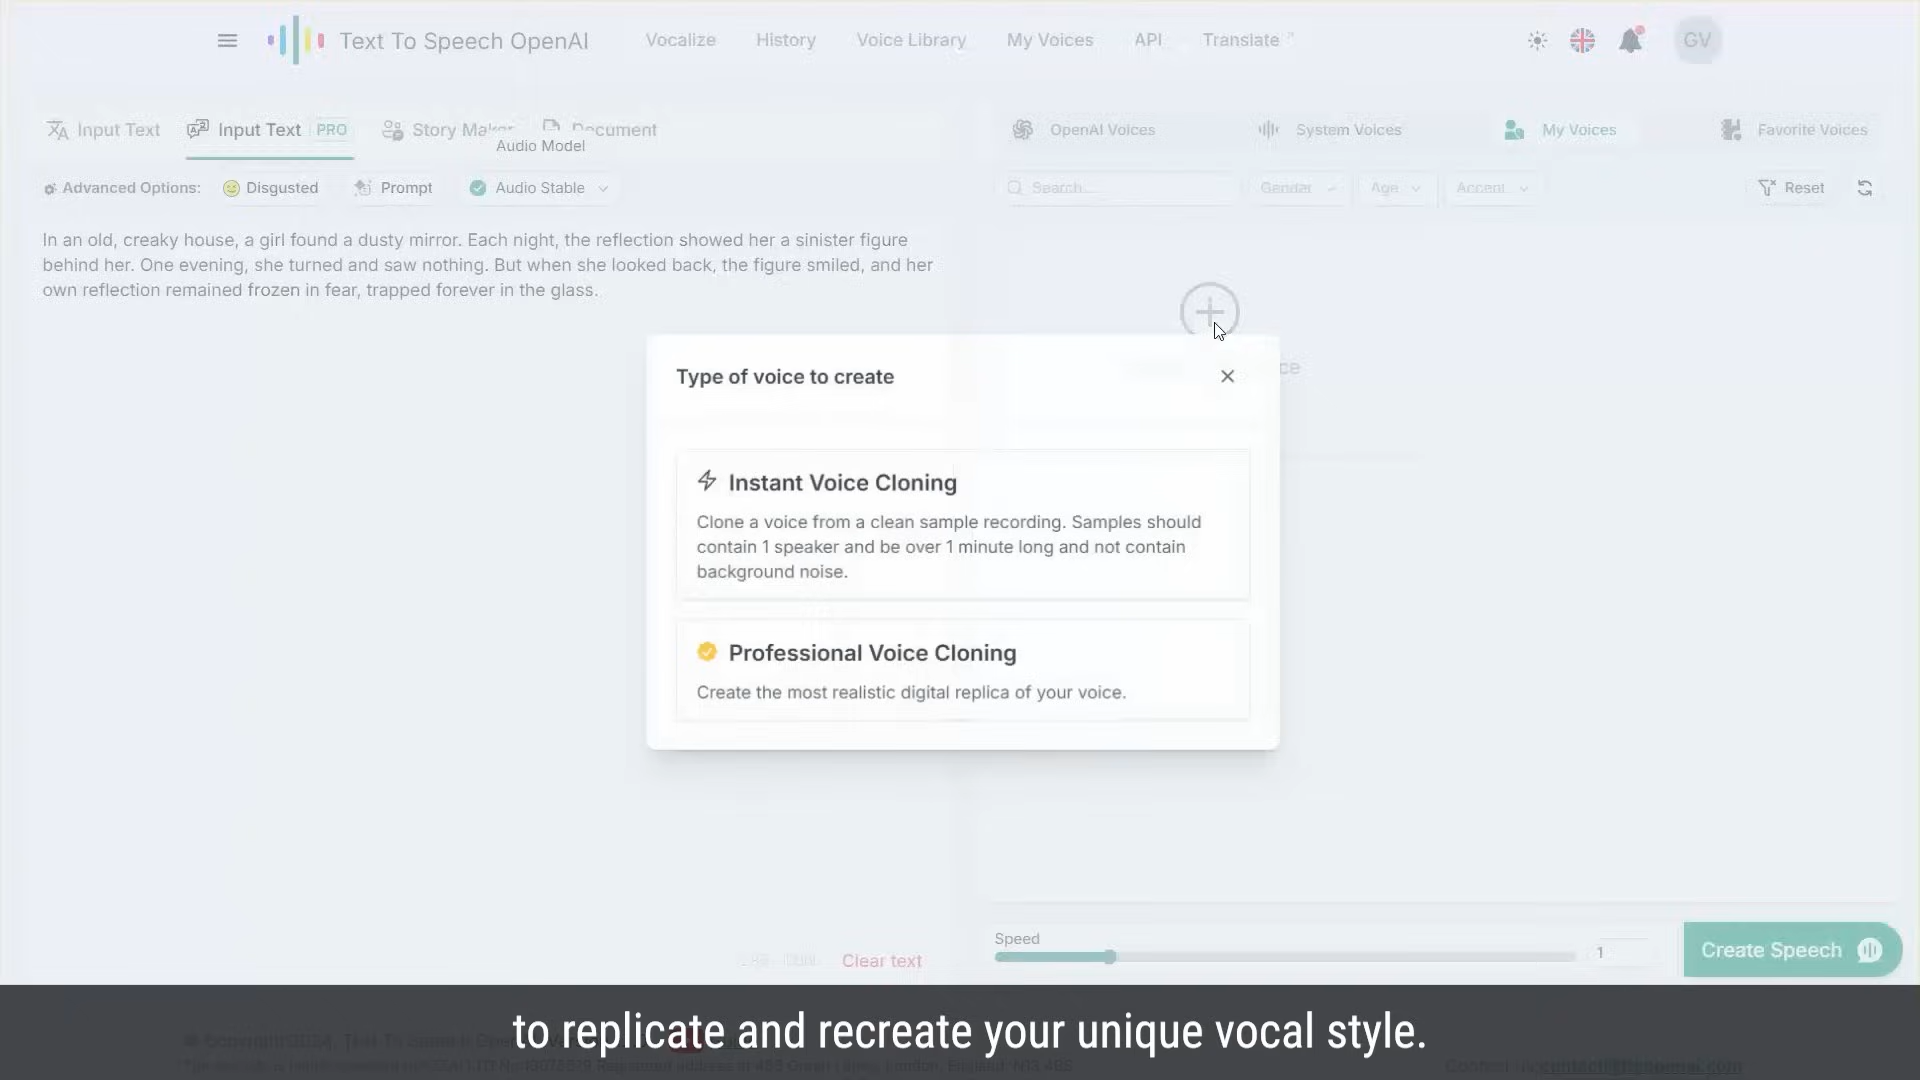 Text To Speech OpenAI
Vocalize
History
Voice Library
My Voices
API
Translate
GV
Input Text
Input Text PRO
Story Maker
Document
Audio Model
OpenAI Voices
System Voices
My Voices
Favorite Voices
Advanced Options:
Disgusted
Prompt
Audio Stable
Search...
Gender
Age
Accent
Reset
In an old, creaky house, a girl found a dusty mirror. Each night, the reflection showed her a sinister figure
behind her. One evening, she turned and saw nothing. But when she looked back, the figure smiled, and her
own reflection remained frozen in fear, trapped forever in the glass.
Type of voice to create
Instant Voice Cloning
Clone a voice from a clean sample recording. Samples should
contain 1 speaker and be over 1 minute long and not contain
background noise.
Professional Voice Cloning
Create the most realistic digital replica of your voice.
Clear text
Speed
1
Create Speech
to replicate and recreate your unique vocal style.